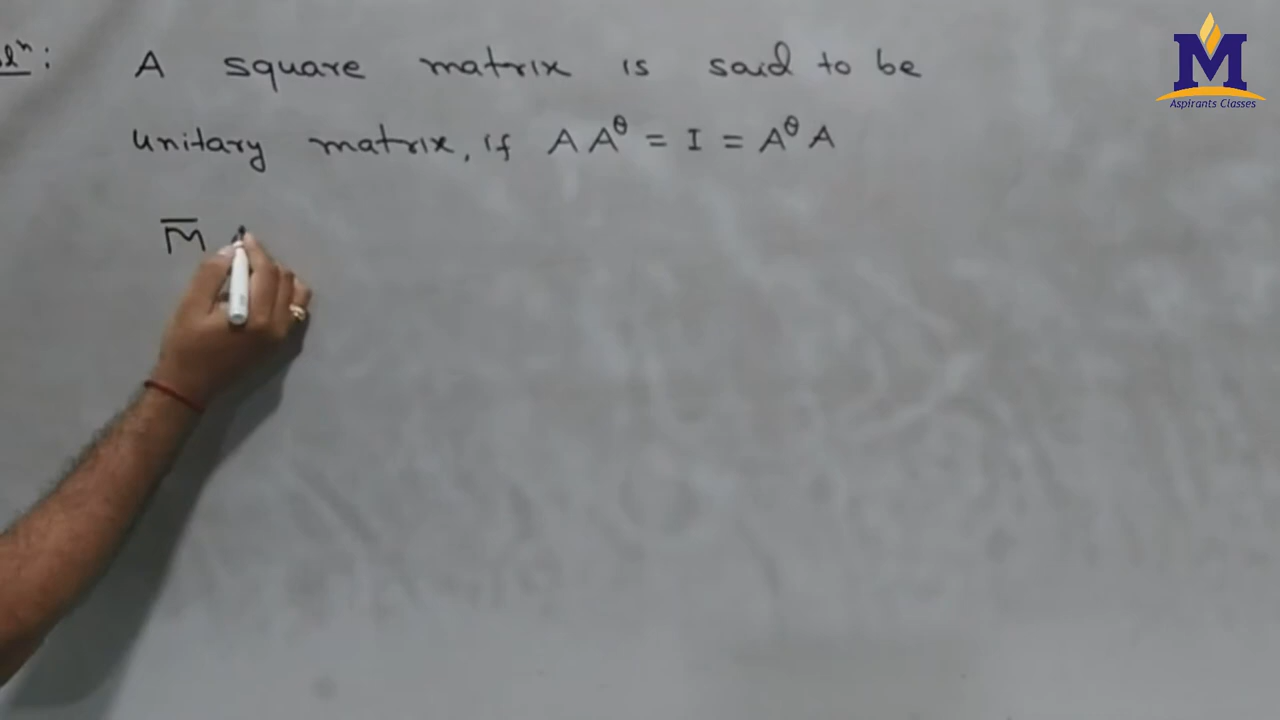 A square matrix is said to be
unitary matrix, if A A^θ = I = A^θ A
M̅
M
Aspirants Classes